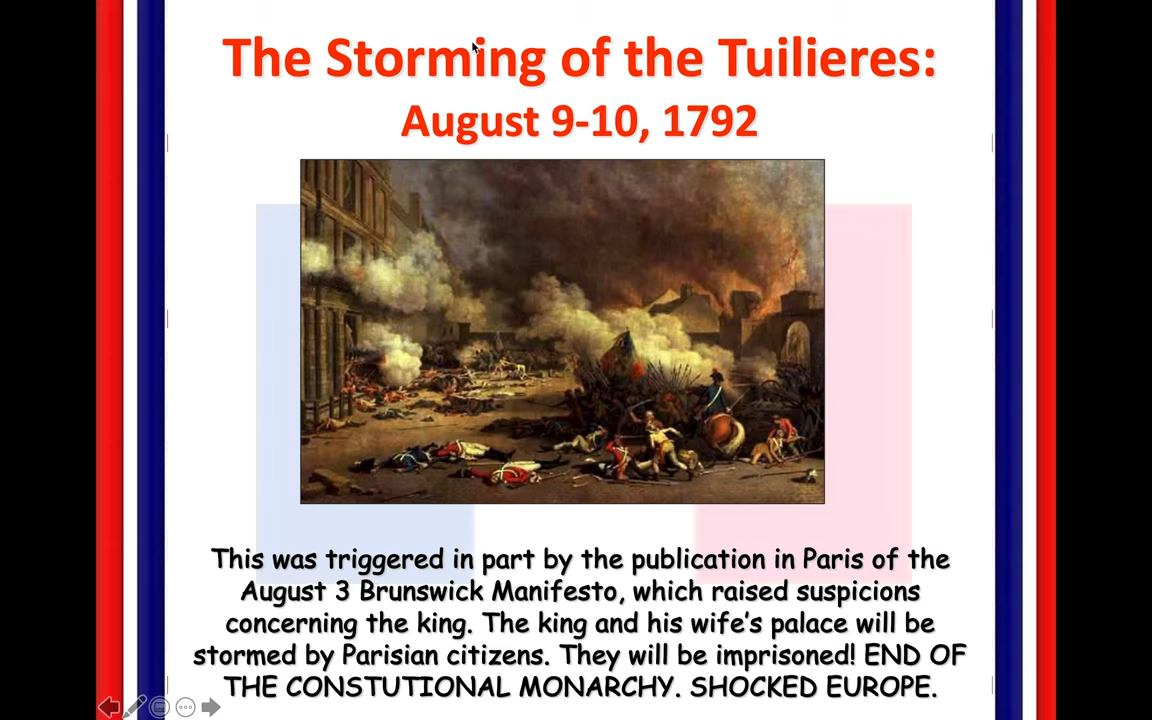 The Storming of the Tuilieres:
August 9-10, 1792
This was triggered in part by the publication in Paris of the
August 3 Brunswick Manifesto, which raised suspicions
concerning the king. The king and his wife's palace will be
stormed by Parisian citizens. They will be imprisoned! END OF
THE CONSTUTIONAL MONARCHY. SHOCKED EUROPE.